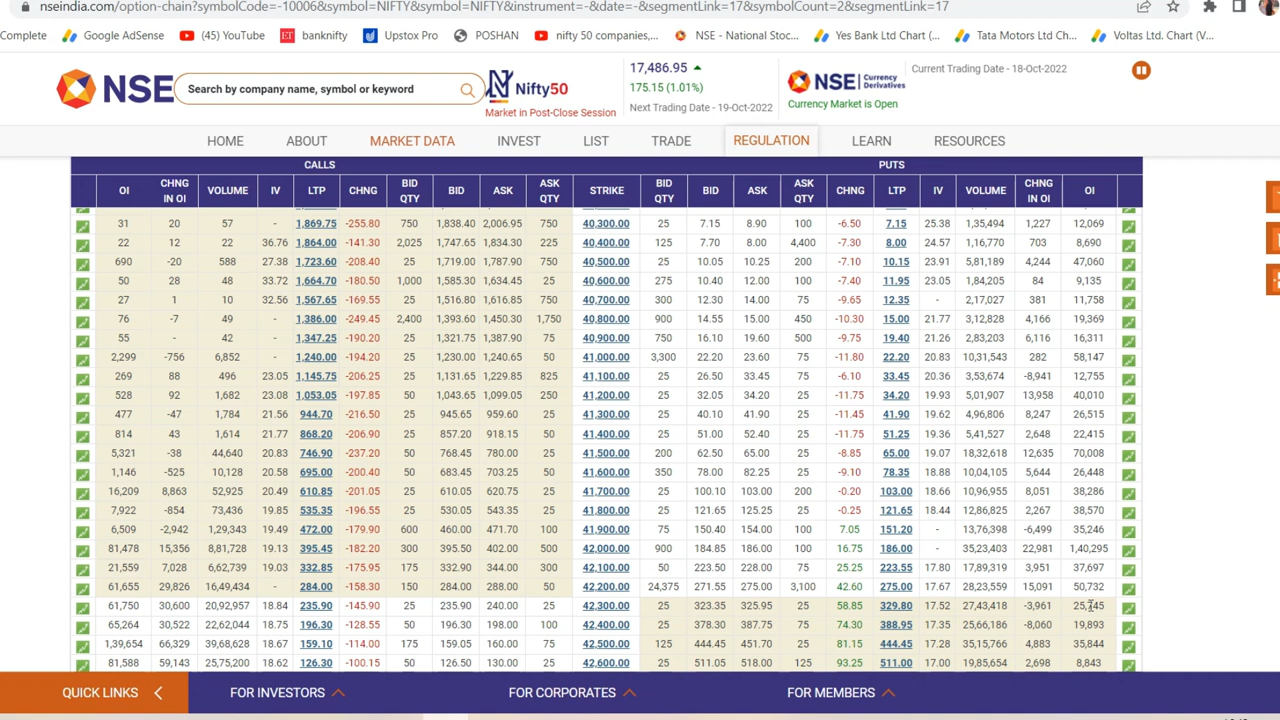 nseindia.com/option-chain?symbolCode=-10006&symbol=NIFTY&symbol=NIFTY&instrument=-&date=-&segmentLink=17&symbolCount=2&segmentLink=17
Complete Google AdSense (45) YouTube banknifty Upstox Pro POSHAN nifty 50 companies,... NSE - National Stoc... Yes Bank Ltd Chart (... Tata Motors Ltd Ch... Voltas Ltd. Chart (V...
NSE Search by company name, symbol or keyword Nifty50
Market in Post-Close Session
17,486.95
175.15 (1.01%)
Next Trading Date - 19-Oct-2022
NSE Currency Derivatives
Currency Market is Open
Current Trading Date - 18-Oct-2022
HOME ABOUT MARKET DATA INVEST LIST TRADE REGULATION LEARN RESOURCES
CALLS PUTS
OI CHNG IN OI VOLUME IV LTP CHNG BID QTY BID ASK ASK QTY STRIKE BID QTY BID ASK ASK QTY CHNG LTP IV VOLUME CHNG IN OI OI
31 20 57 - 1,869.75 -255.80 750 1,838.40 2,006.95 750 40,300.00 25 7.15 8.90 100 -6.50 7.15 25.38 1,35,494 1,227 12,069
22 12 22 36.76 1,864.00 -141.30 2,025 1,747.65 1,834.30 225 40,400.00 125 7.70 8.00 4,400 -7.30 8.00 24.57 1,16,770 703 8,690
690 -20 588 27.38 1,723.60 -208.40 25 1,719.00 1,787.90 750 40,500.00 25 10.05 10.25 200 -7.10 10.15 23.91 5,81,189 4,244 47,060
50 28 48 33.72 1,664.70 -180.50 1,000 1,585.30 1,634.45 25 40,600.00 275 10.40 12.00 100 -7.40 11.95 23.05 1,84,205 84 9,135
27 1 10 32.56 1,567.65 -169.55 25 1,516.80 1,616.85 750 40,700.00 300 12.30 14.00 75 -9.65 12.35 - 2,17,027 381 11,758
76 -7 49 - 1,386.00 -249.45 2,400 1,393.60 1,450.30 1,750 40,800.00 900 14.55 15.00 450 -10.30 15.00 21.77 3,12,828 4,166 19,369
55 - 42 - 1,347.25 -190.20 25 1,321.75 1,387.90 75 40,900.00 750 16.10 19.60 500 -9.75 19.40 21.26 2,83,203 6,116 16,311
2,299 -756 6,852 - 1,240.00 -194.20 25 1,230.00 1,240.65 50 41,000.00 3,300 22.20 23.60 75 -11.80 22.20 20.83 10,31,543 282 58,147
269 88 496 23.05 1,145.75 -206.25 25 1,131.65 1,229.85 825 41,100.00 25 26.50 33.45 75 -6.10 33.45 20.36 3,53,674 -8,941 12,755
528 92 1,682 23.08 1,053.05 -197.85 25 1,043.65 1,099.05 250 41,200.00 25 32.05 34.20 25 -11.75 34.20 19.93 5,01,907 13,958 40,010
477 -47 1,784 21.56 944.70 -216.50 25 945.65 959.60 25 41,300.00 25 40.10 41.90 25 -11.45 41.90 19.62 4,96,806 8,247 26,515
814 43 1,614 21.77 868.20 -206.90 25 857.20 918.15 50 41,400.00 25 51.00 52.40 25 -11.75 51.25 19.36 5,41,527 2,648 22,415
5,321 -38 44,640 20.83 746.90 -237.20 50 768.45 780.00 25 41,500.00 200 62.50 65.00 25 -8.85 65.00 19.07 18,32,618 12,635 70,008
1,146 -525 10,128 20.58 695.00 -200.40 50 683.45 703.25 50 41,600.00 350 78.00 82.25 25 -9.10 78.35 18.88 10,04,105 5,644 26,448
16,209 8,863 52,925 20.49 610.85 -201.05 25 610.05 620.75 25 41,700.00 25 100.10 103.00 200 -0.20 103.00 18.66 10,96,955 8,051 38,286
7,922 -854 73,436 19.85 535.35 -196.55 25 530.05 543.35 25 41,800.00 25 121.65 125.25 25 -0.25 121.65 18.44 12,86,825 2,267 38,570
6,509 -2,942 1,29,343 19.49 472.00 -179.90 600 460.00 471.70 100 41,900.00 75 150.40 154.00 100 7.05 151.20 - 13,76,398 -6,499 35,246
81,478 15,356 8,81,728 19.13 395.45 -182.20 300 395.50 402.00 500 42,000.00 900 184.85 186.00 100 16.75 186.00 - 35,23,403 22,981 1,40,295
21,559 7,028 6,62,739 19.03 332.85 -175.95 175 332.90 344.00 300 42,100.00 50 223.50 228.00 75 25.25 223.55 17.80 17,89,319 3,951 37,697
61,655 29,826 16,49,434 - 284.00 -158.30 150 284.00 288.00 50 42,200.00 24,375 271.55 275.00 3,100 42.60 275.00 17.67 28,23,559 15,091 50,732
61,750 30,600 20,92,957 18.84 235.90 -145.90 25 235.90 240.00 25 42,300.00 25 323.35 325.95 25 58.85 329.80 17.52 27,43,418 -3,961
65,264 30,522 22,62,044 18.75 196.30 -128.55 50 196.30 198.00 100 42,400.00 25 378.30 387.75 75 74.30 388.95 17.35 25,66,186 -8,060 19,893
1,39,654 66,329 39,68,628 18.67 159.10 -114.00 175 159.05 160.00 75 42,500.00 125 444.45 451.70 25 81.15 444.45 17.28 35,15,766 4,883 35,844
81,588 59,143 25,75,200 18.62 126.30 -100.15 50 126.50 130.00 25 42,600.00 25 511.05 518.00 125 93.25 511.00 17.00 19,85,654 2,698 8,843
QUICK LINKS FOR INVESTORS FOR CORPORATES FOR MEMBERS